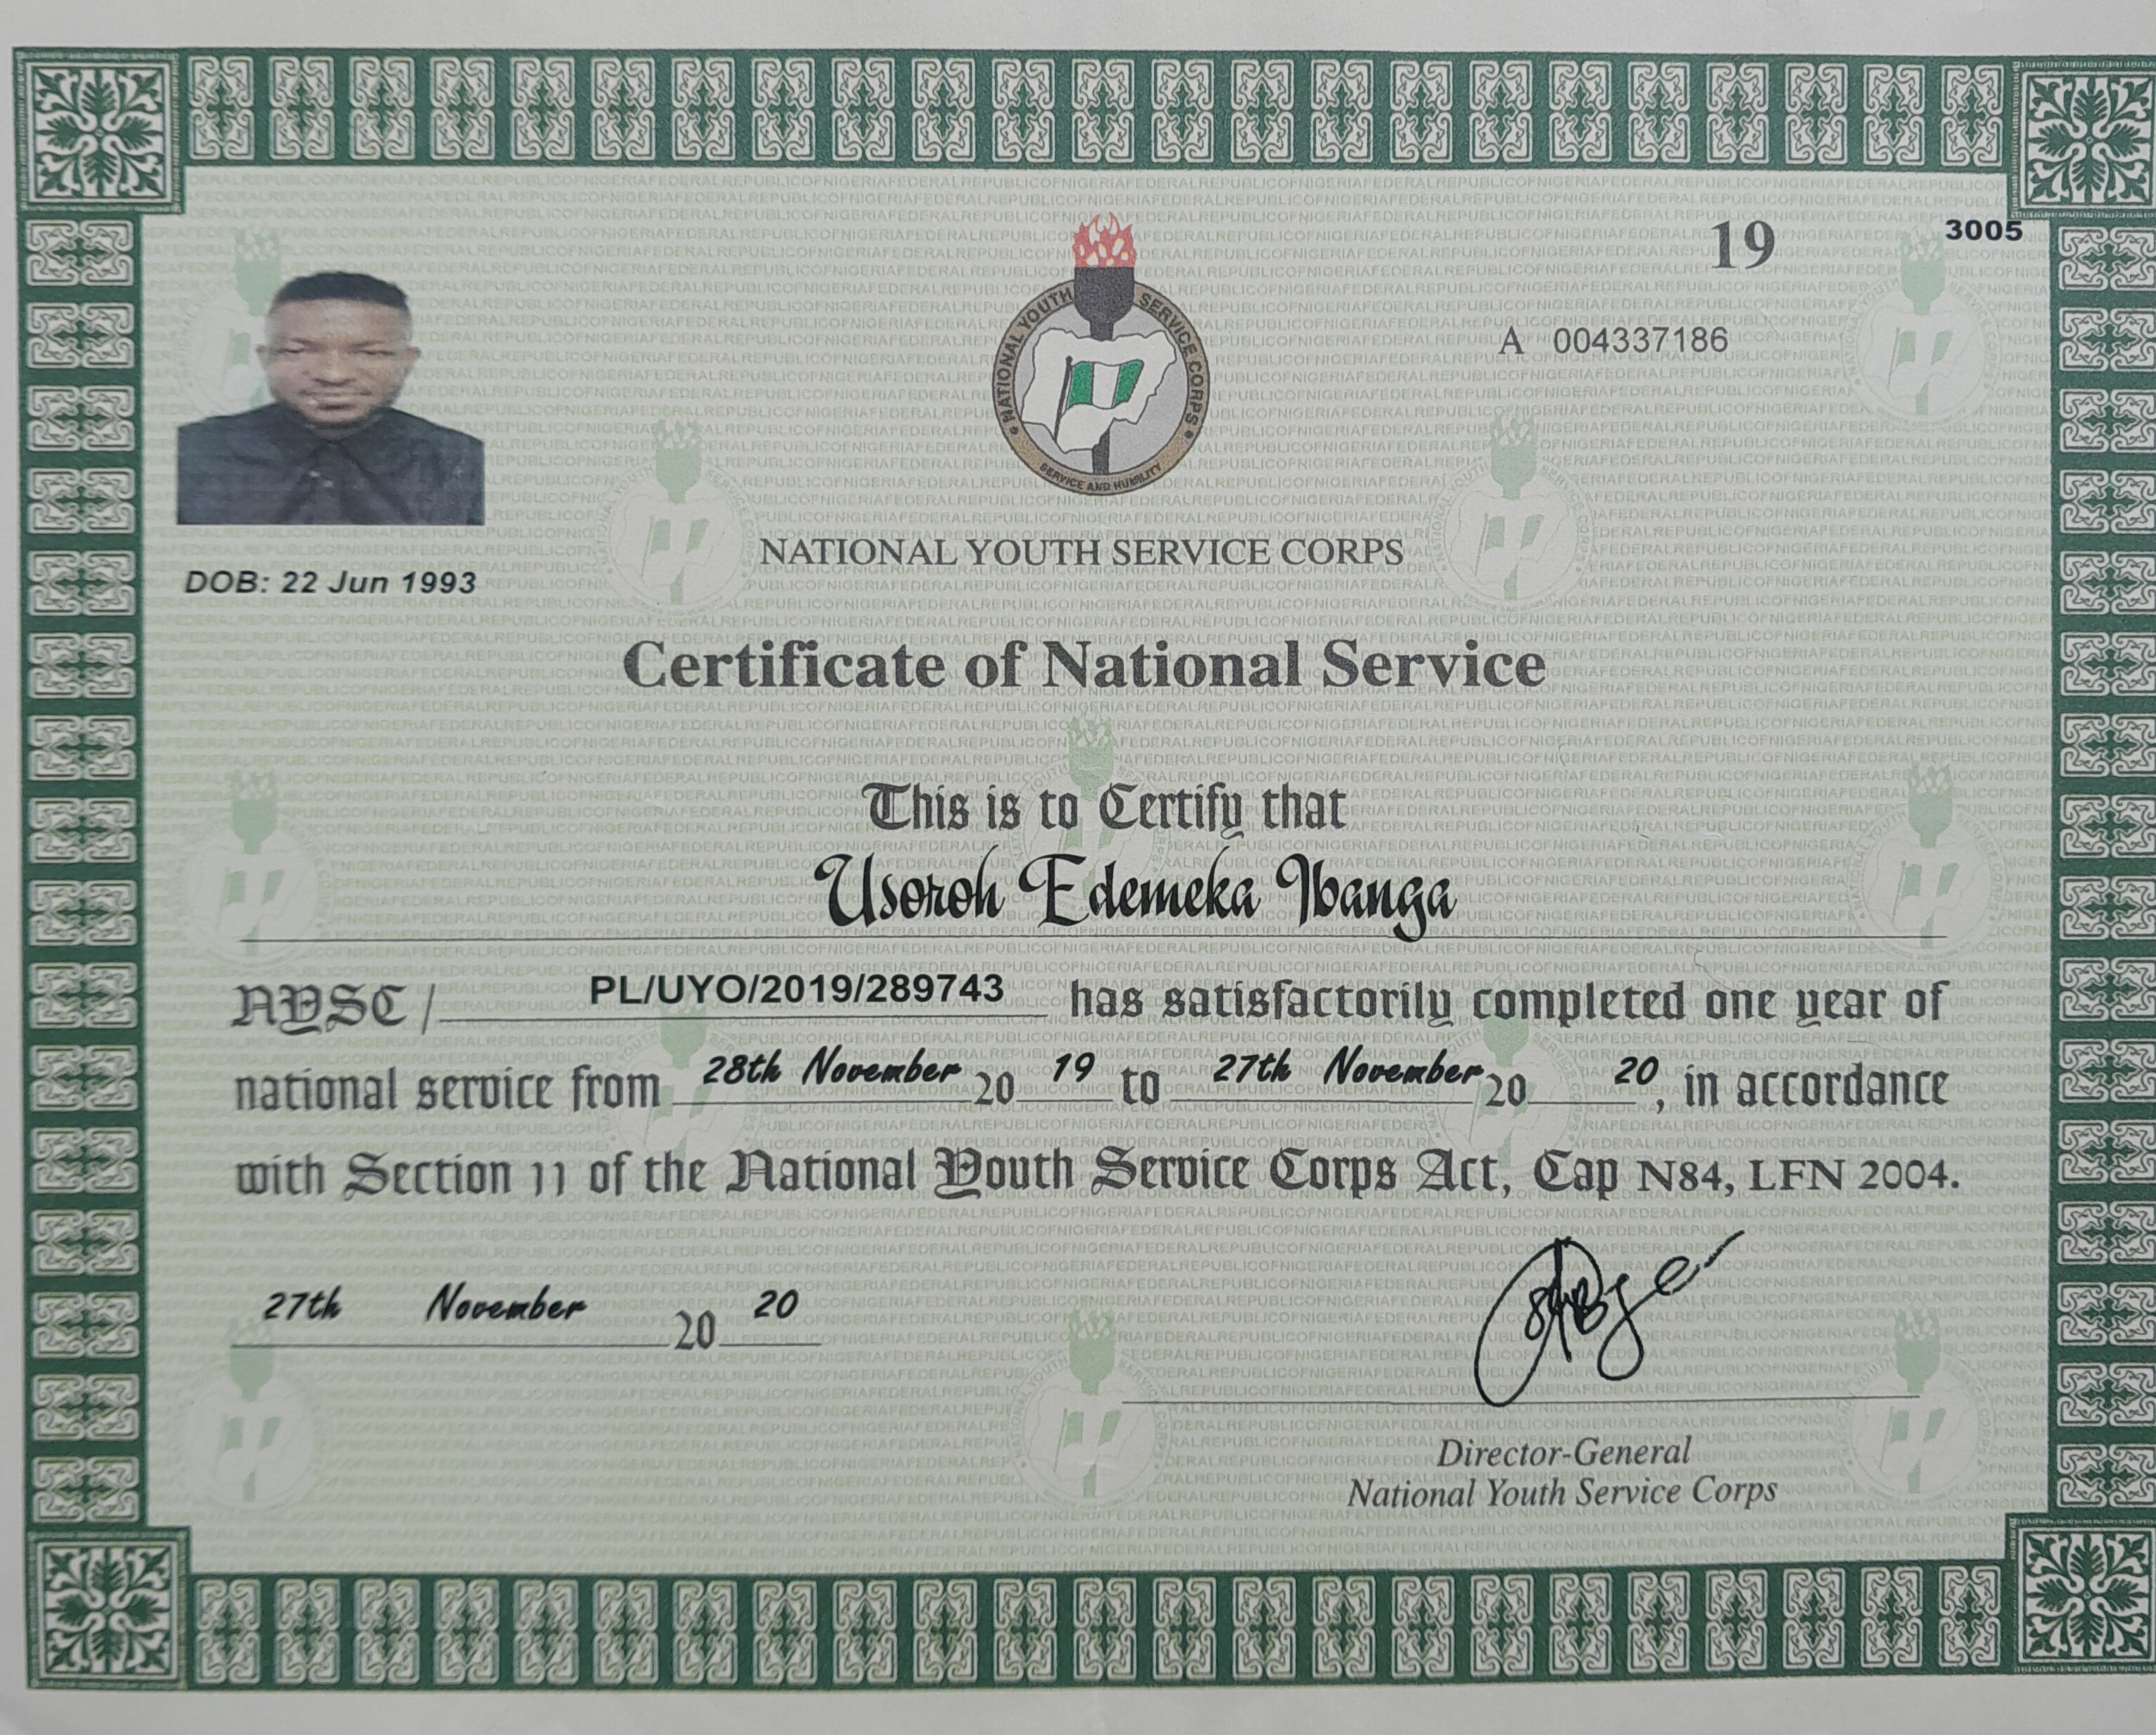 19
3005
NATIONAL YOUTH SERVICE CORPS
SERVICE AND HUMILITY
A 004337186
NATIONAL YOUTH SERVICE CORPS
DOB: 22 Jun 1993
Certificate of National Service
This is to Certify that
Usoroh Edemeka Ibanga
NYSC / PL/UYO/2019/289743 has satisfactorily completed one year of
national service from 28th November 20 19 to 27th November 20 20, in accordance
with Section 11 of the National Youth Service Corps Act, Cap N84, LFN 2004.
27th November 20 20
Director-General
National Youth Service Corps